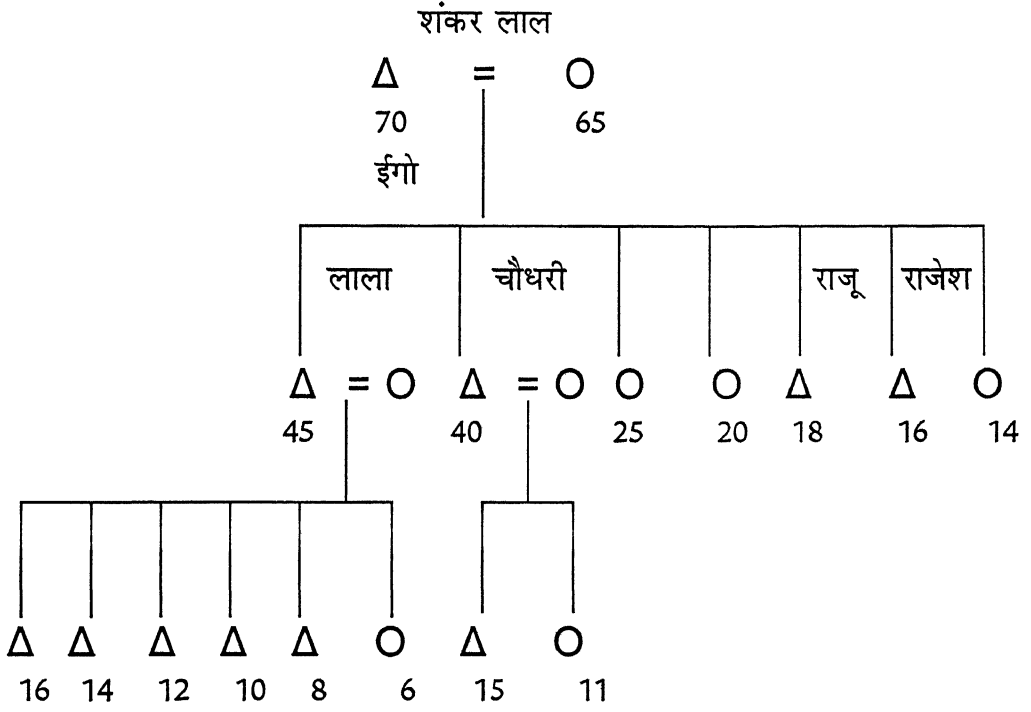 शंकर लाल
Δ = O
70 65
ईगो
लाला चौधरी राजू राजेश
Δ = O Δ = O O O Δ Δ O
45 40 25 20 18 16 14
Δ Δ Δ Δ Δ O Δ O
16 14 12 10 8 6 15 11